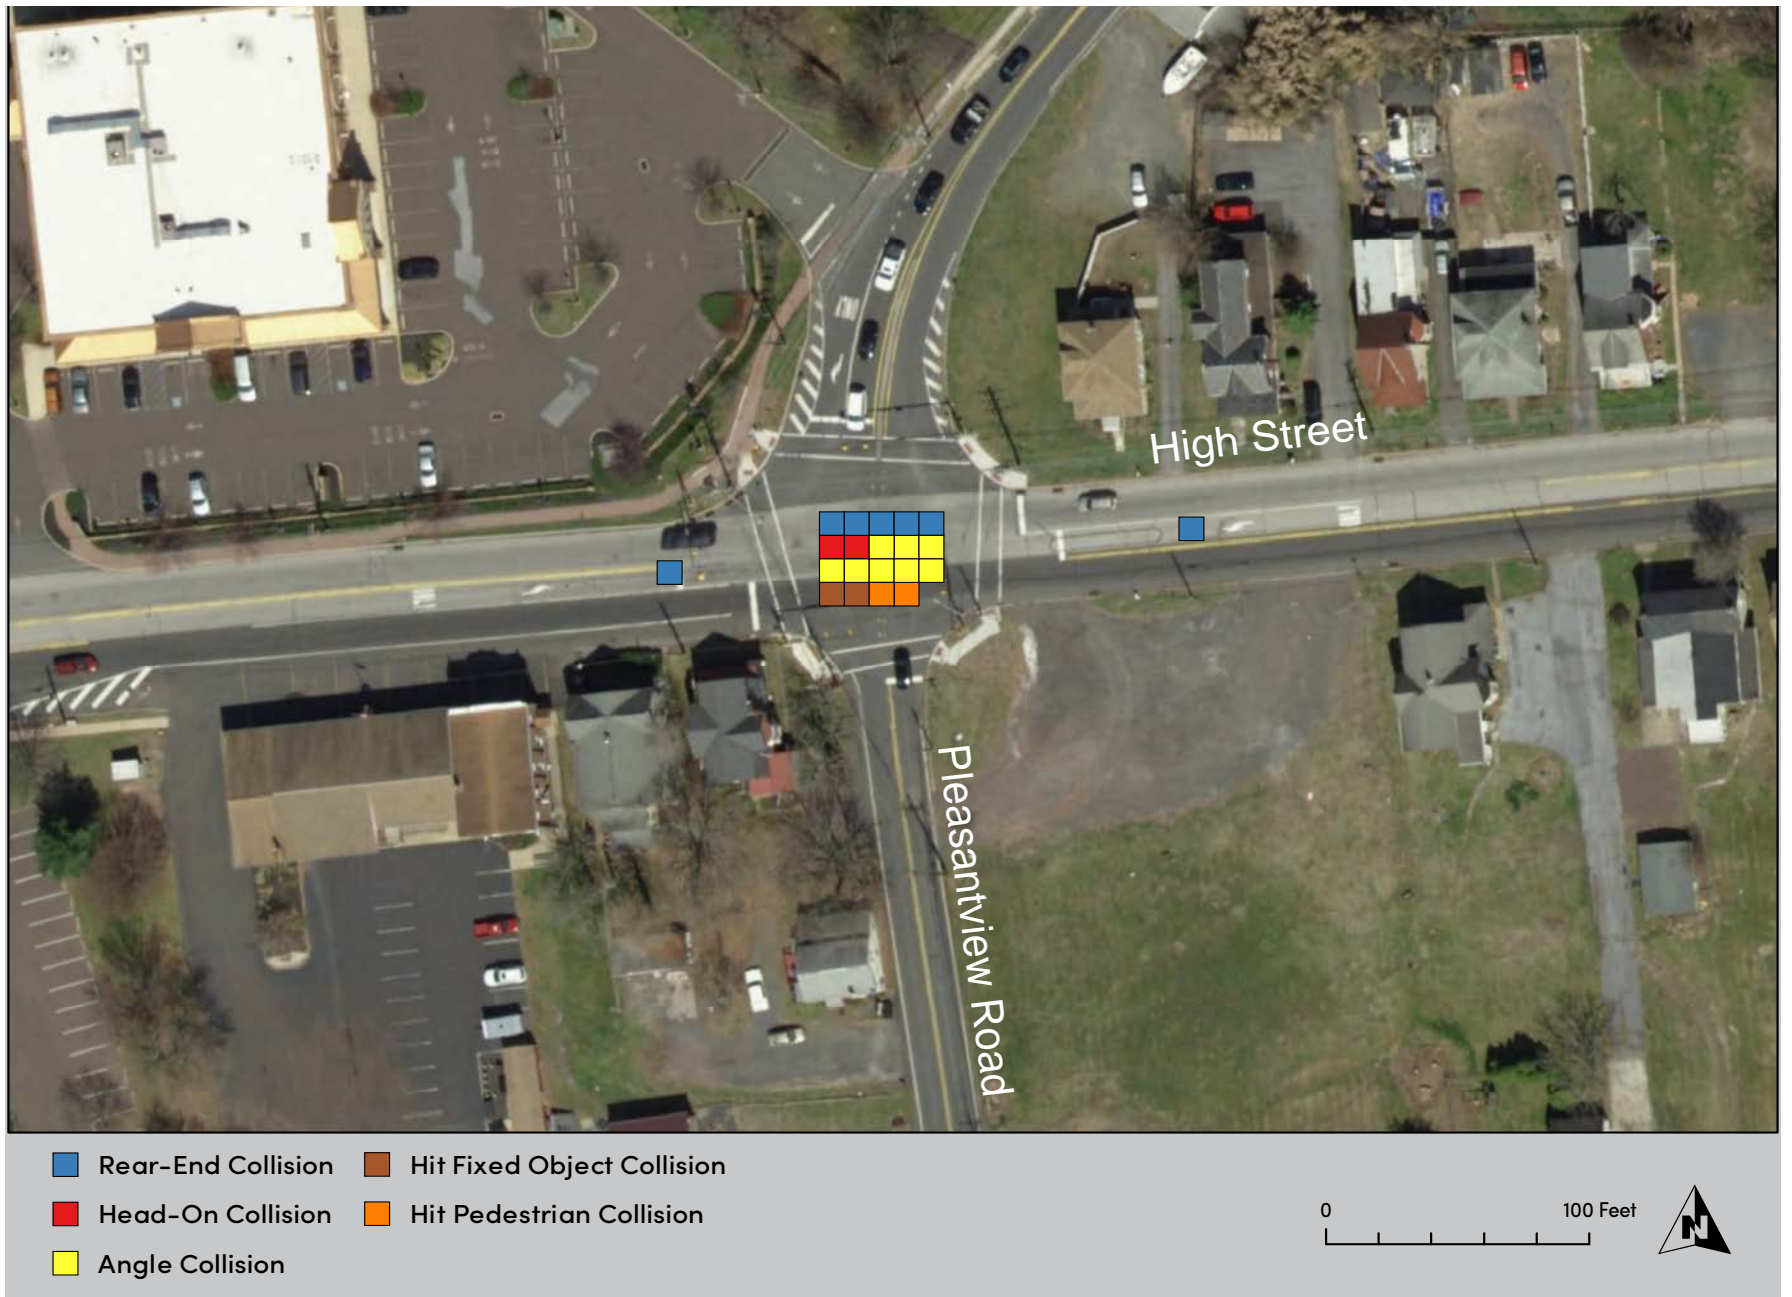 High Street
Pleasantview Road
Rear-End Collision
Hit Fixed Object Collision
Head-On Collision
Hit Pedestrian Collision
Angle Collision
0
100 Feet
N